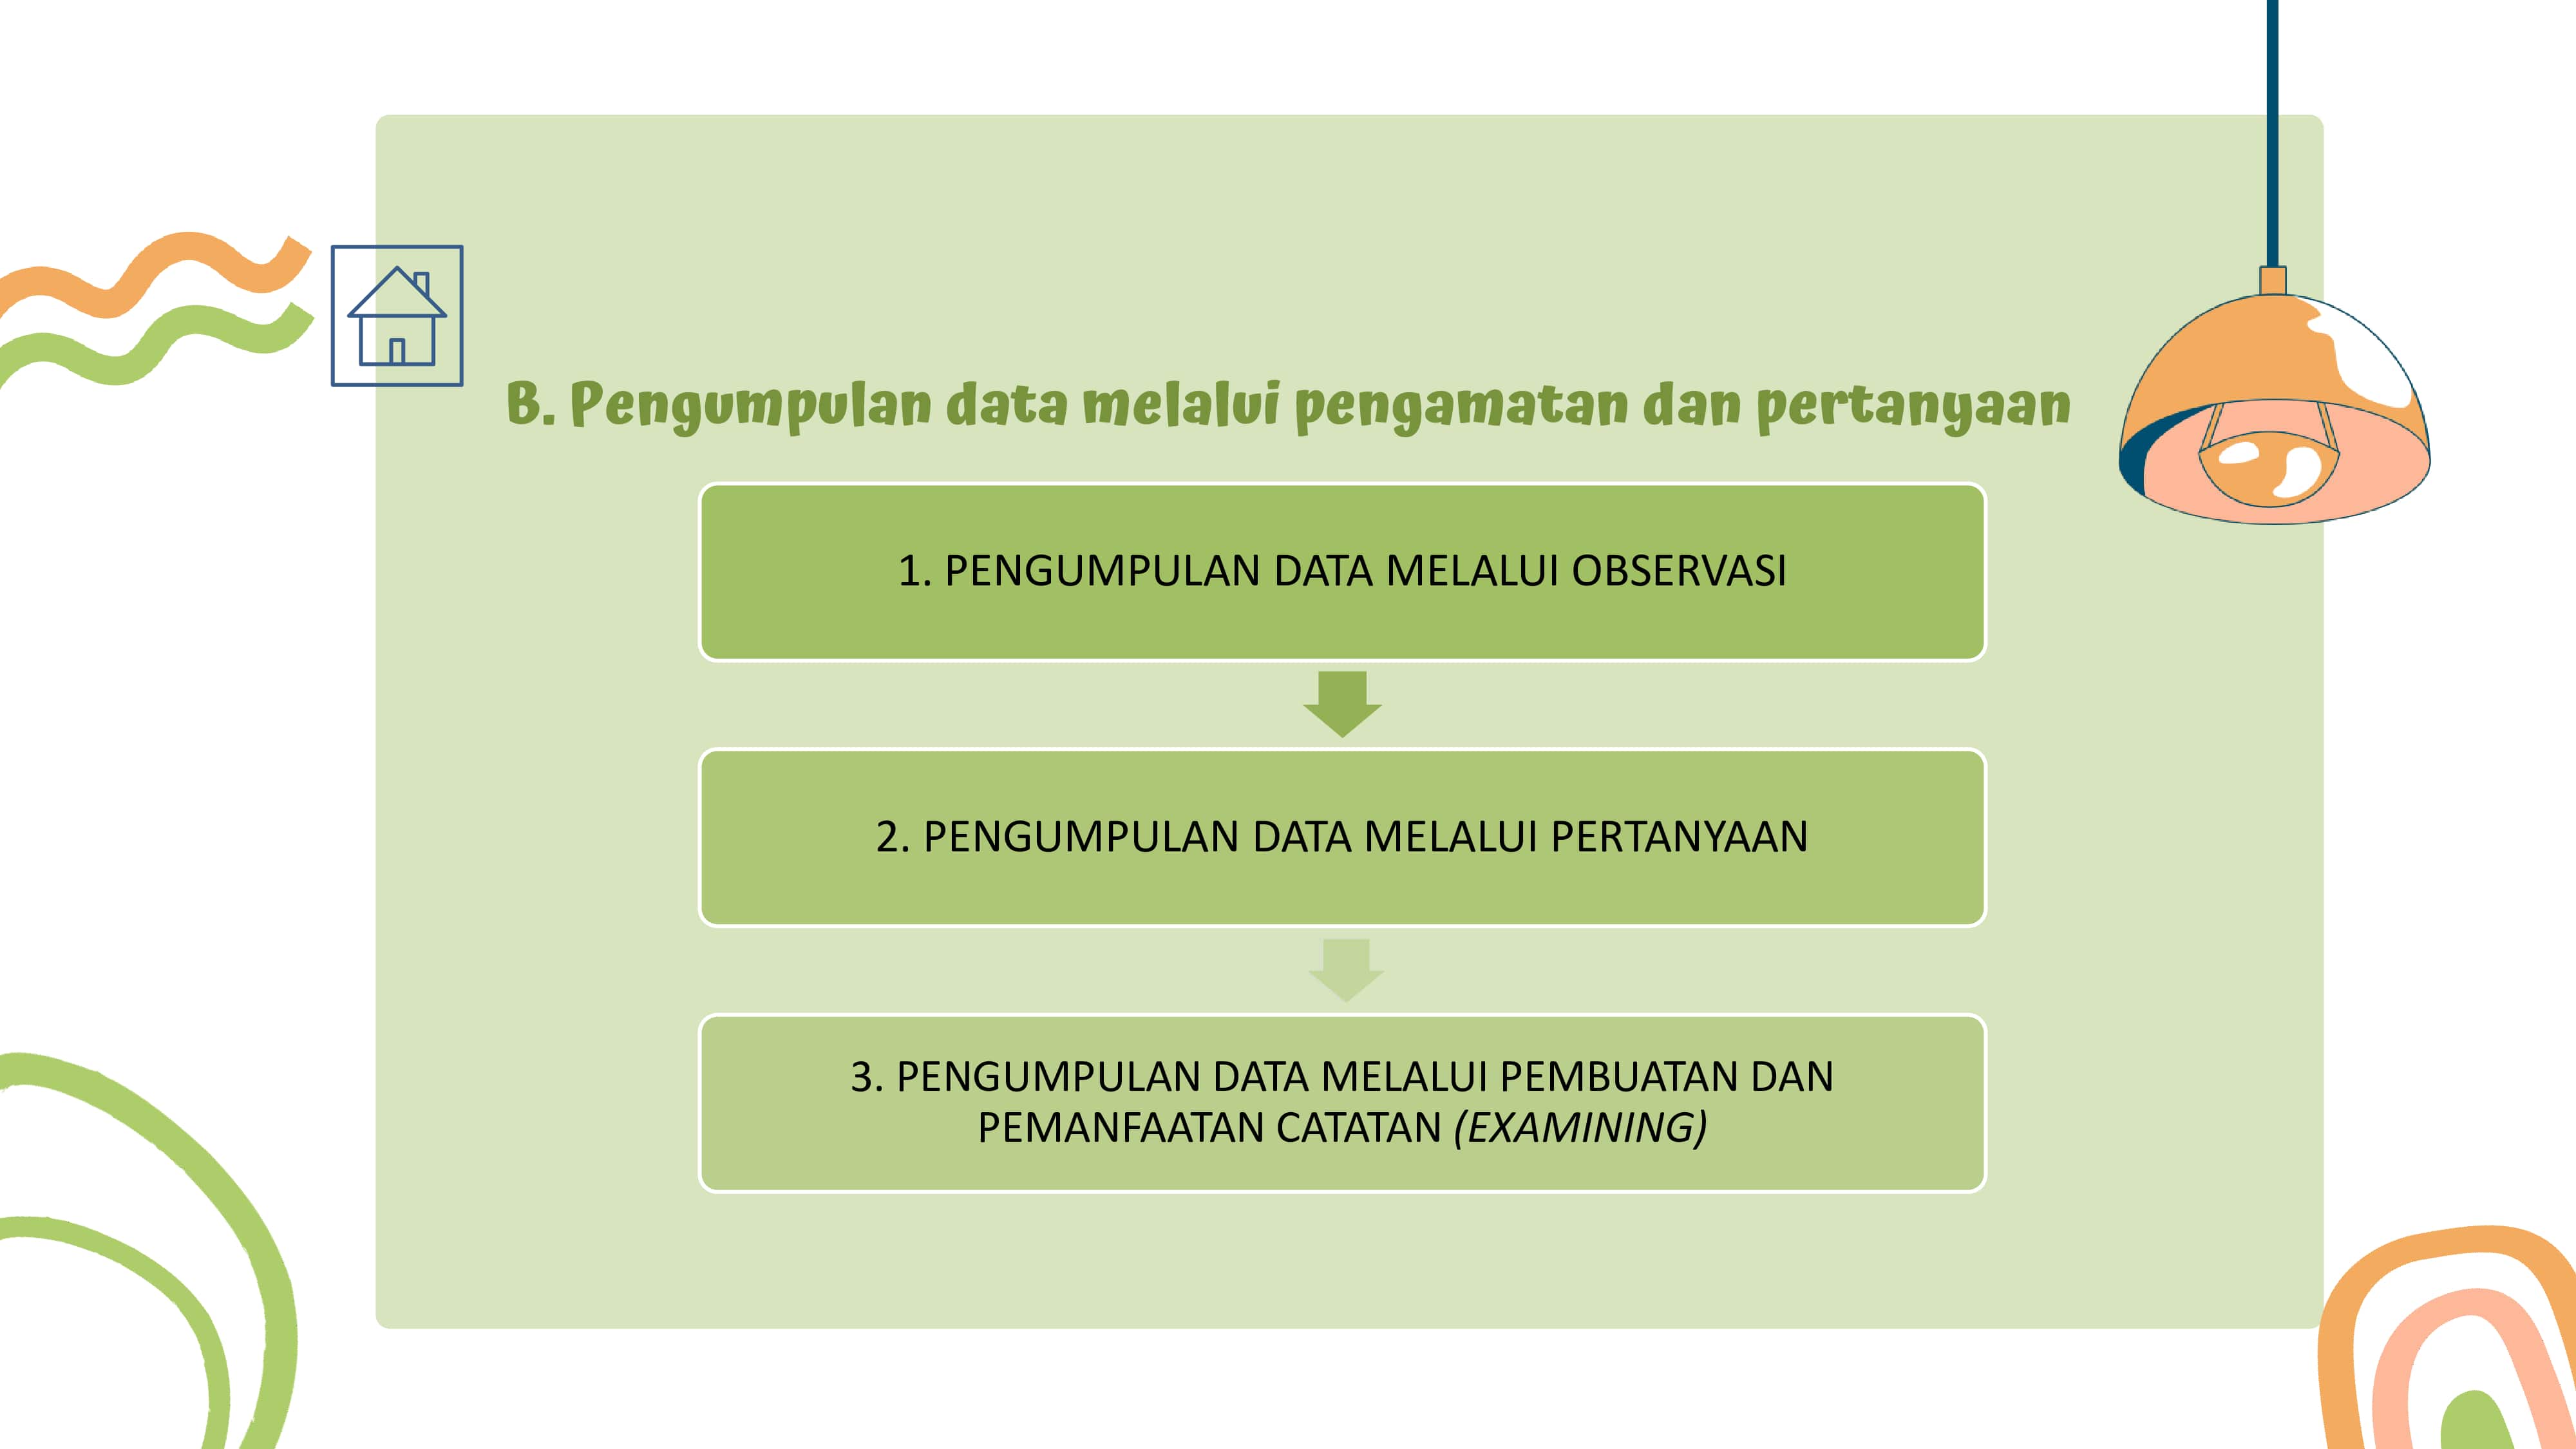 B. Pengumpulan data melalui pengamatan dan pertanyaan
1. PENGUMPULAN DATA MELALUI OBSERVASI
2. PENGUMPULAN DATA MELALUI PERTANYAAN
3. PENGUMPULAN DATA MELALUI PEMBUATAN DAN
PEMANFAATAN CATATAN (EXAMINING)